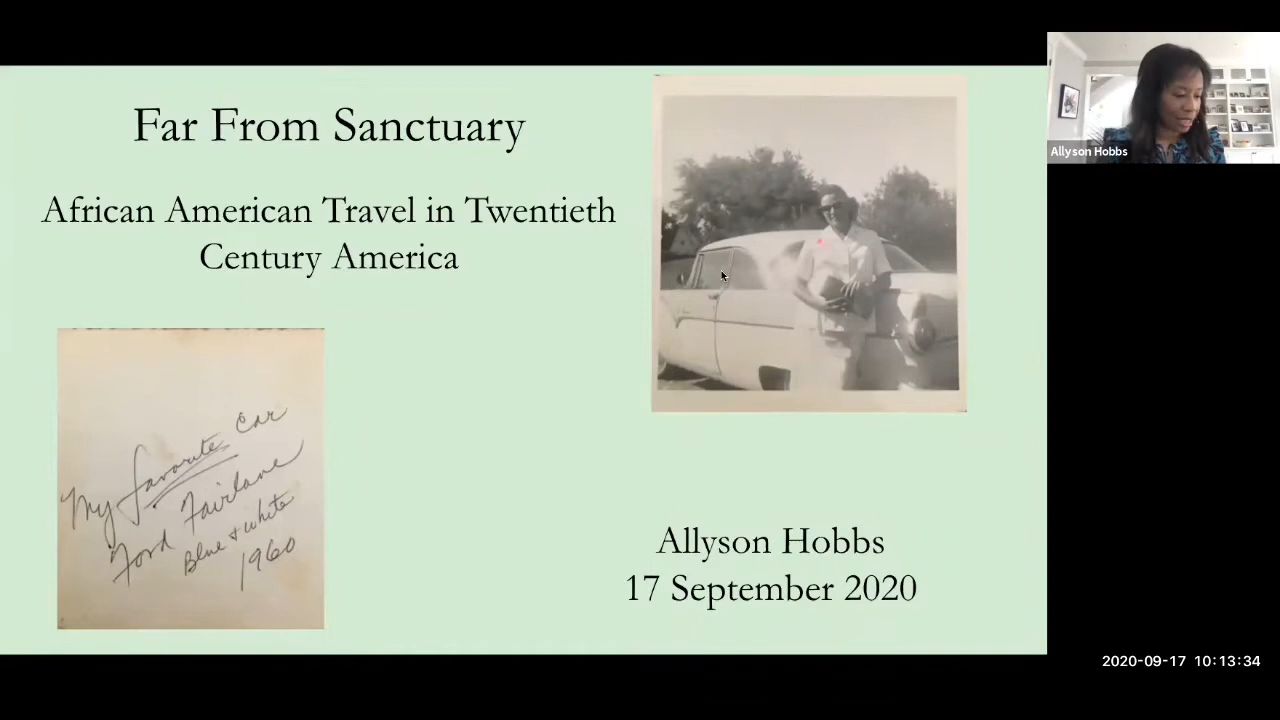 Far From Sanctuary
African American Travel in Twentieth
Century America
Allyson Hobbs
My favorite Car
Ford Fairlane
Blue + white
1960
Allyson Hobbs
17 September 2020
2020-09-17 10:13:34